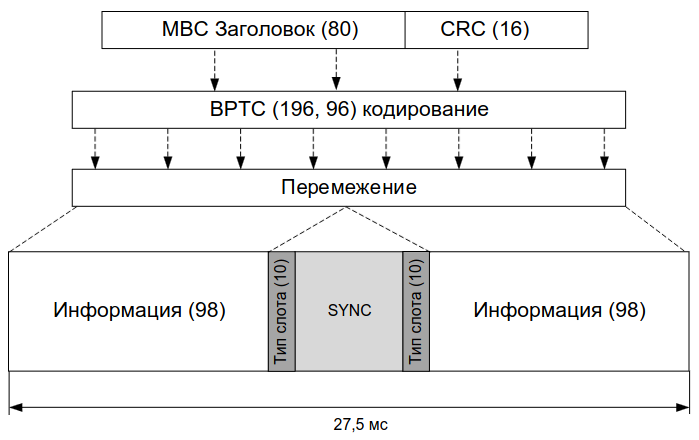 МВС Заголовок (80)
CRC (16)
ВРТС (196, 96) кодирование
Перемежение
Информация (98)
Тип слота (10)
SYNC
Тип слота (10)
Информация (98)
27,5 мс